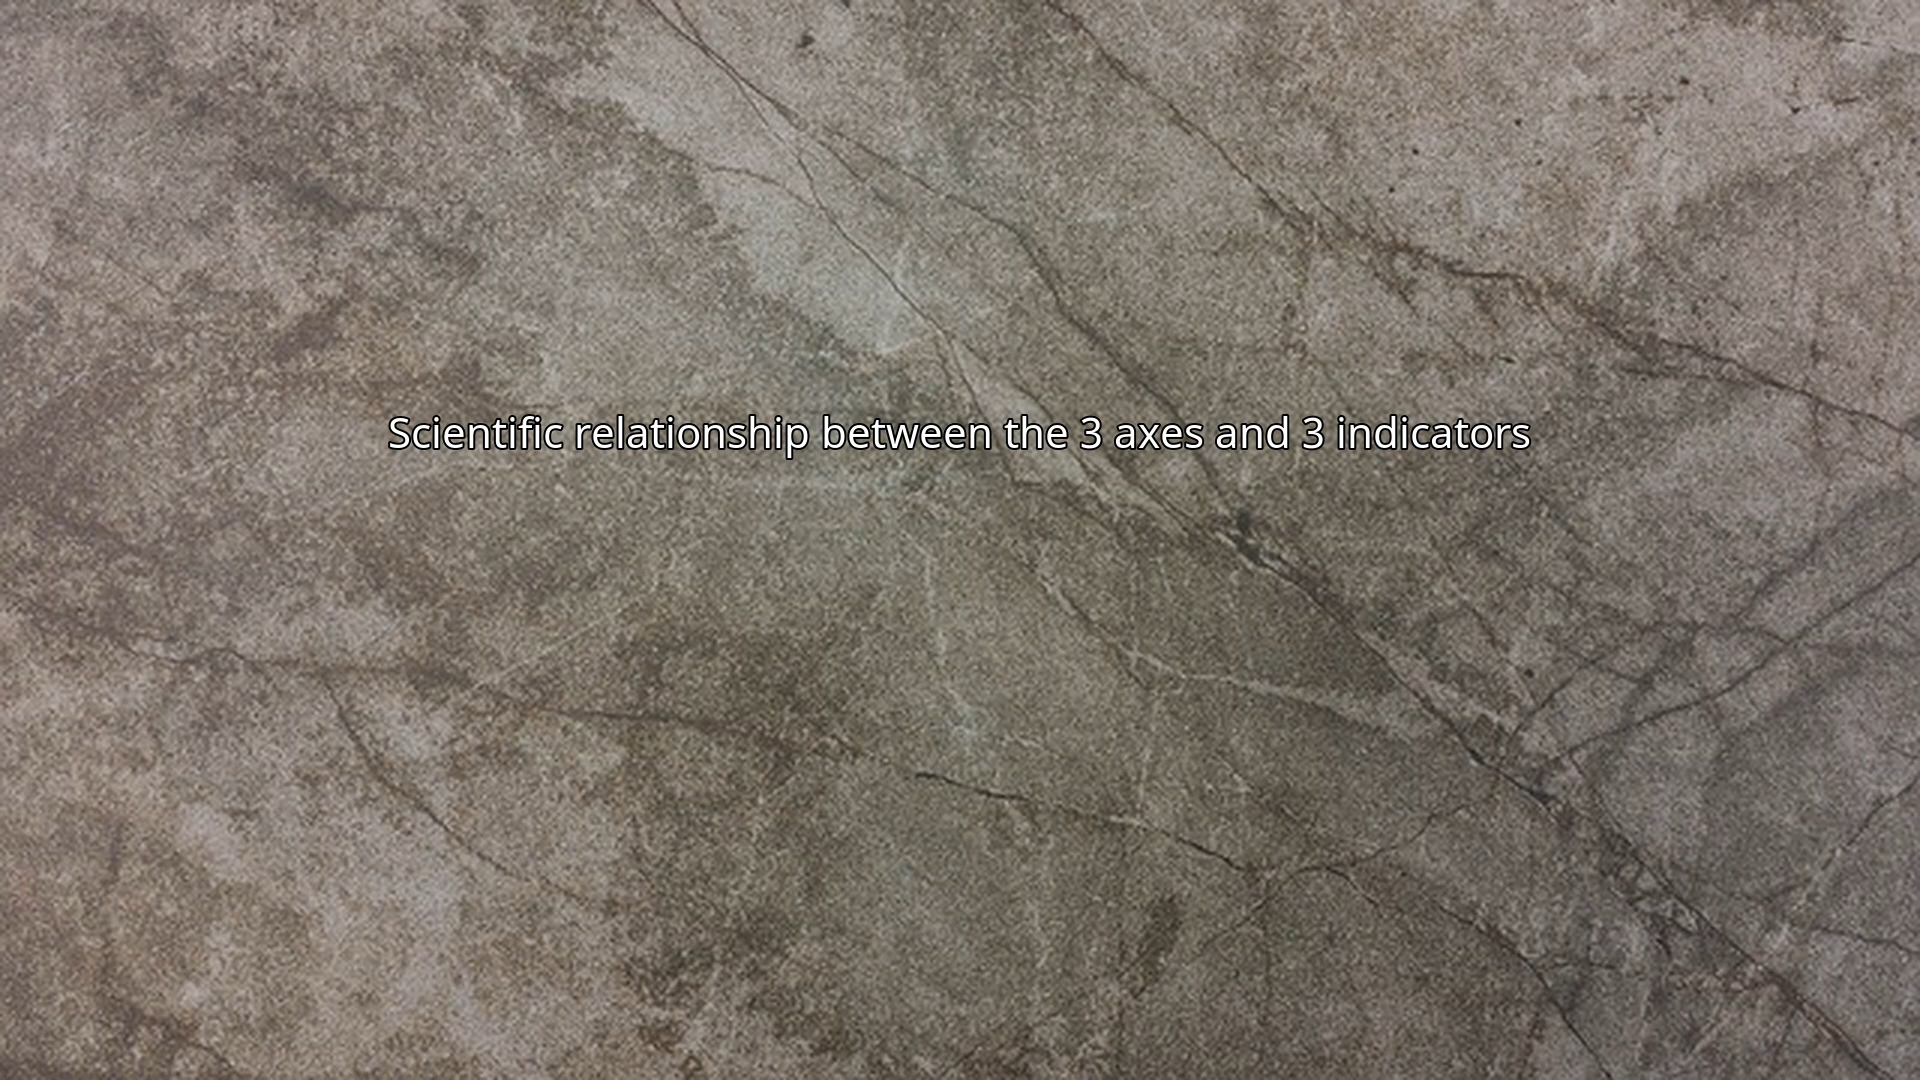 Scientific relationship between the 3 axes and 3 indicators